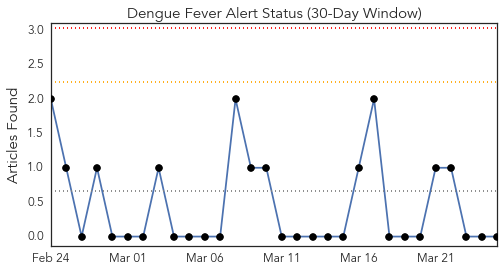 Dengue Fever Alert Status (30-Day Window)
Articles Found
3.0
2.5
2.0
1.5
1.0
0.5
0.0
Feb 24
Mar 01
Mar 06
Mar 11
Mar 16
Mar 21